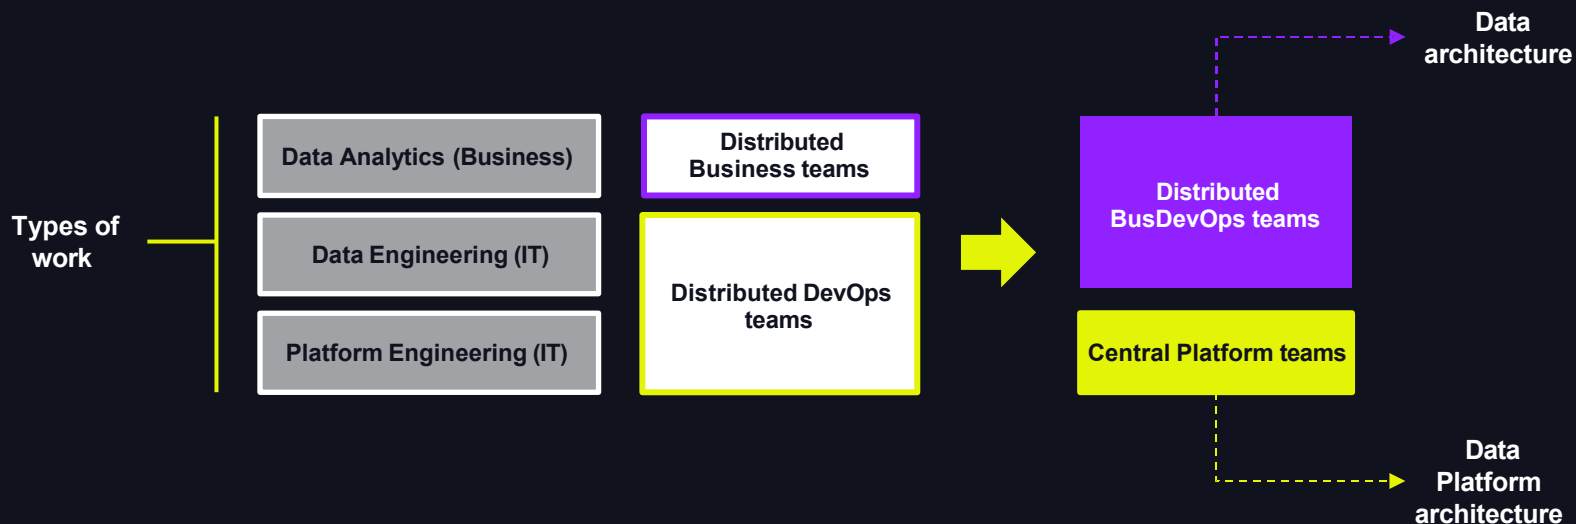 Types of
work
Data Analytics (Business)
Data Engineering (IT)
Platform Engineering (IT)
Distributed
Business teams
Distributed DevOps
teams
Distributed
BusDevOps teams
Central Platform teams
Data
architecture
Data
Platform
architecture